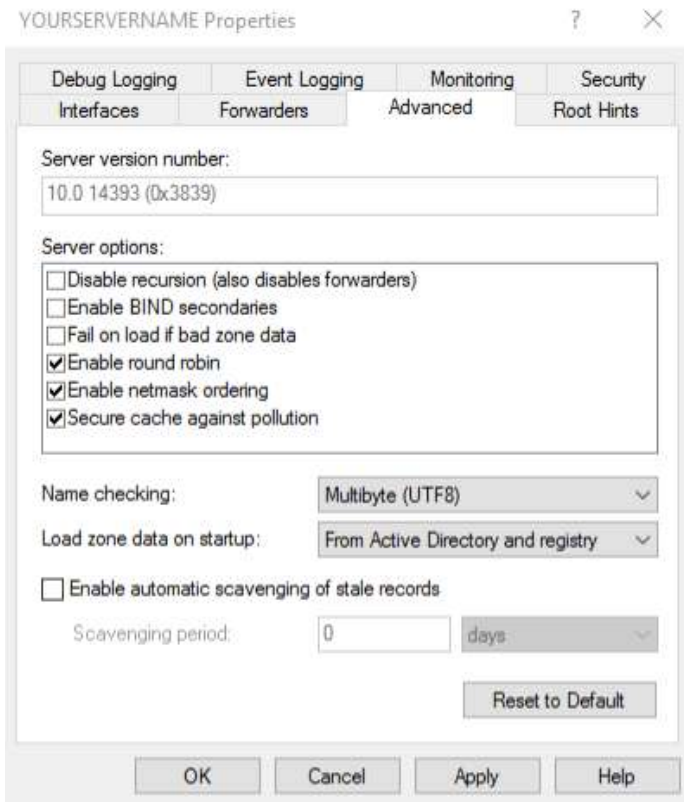 YOURSERVERNAME Properties ? ×
Debug Logging Event Logging Monitoring Security
Interfaces Forwarders Advanced Root Hints
Server version number:
10.0 14393 (0x3839)
Server options:
Disable recursion (also disables forwarders)
Enable BIND secondaries
Fail on load if bad zone data
Enable round robin
Enable netmask ordering
Secure cache against pollution
Name checking: Multibyte (UTF8)
Load zone data on startup: From Active Directory and registry
Enable automatic scavenging of stale records
Scavenging period: 0 days
Reset to Default
OK Cancel Apply Help